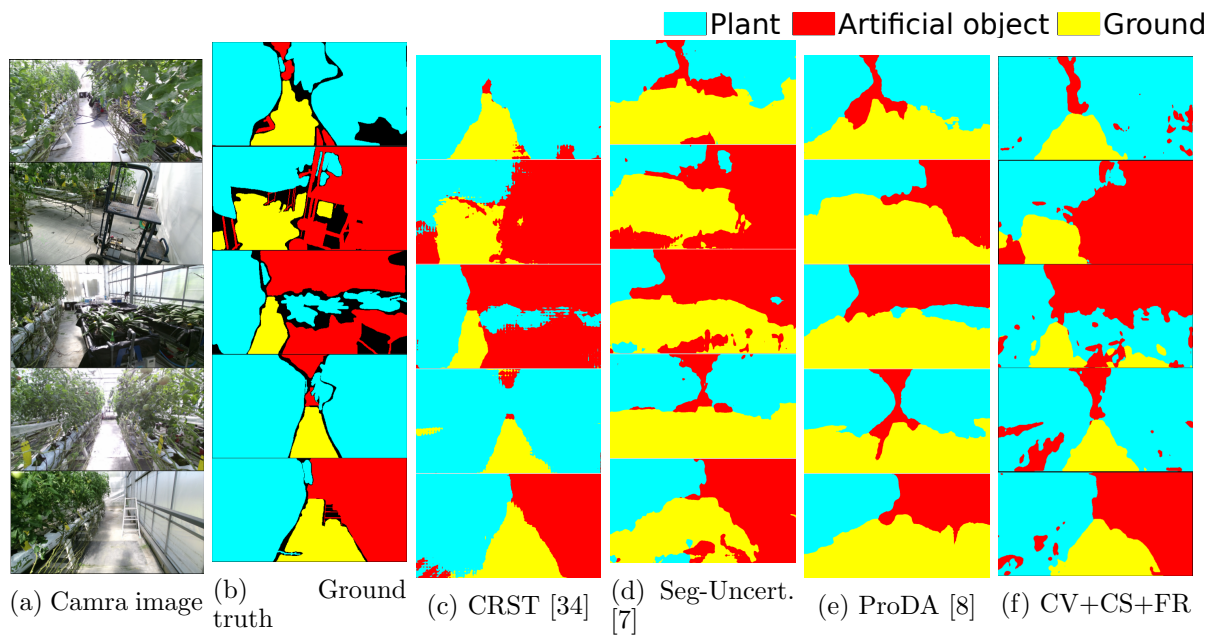 Plant Artificial object Ground
(a) Camra image
(b) Ground
truth
(c) CRST [34]
(d) Seg-Uncert.
[7]
(e) ProDA [8]
(f) CV+CS+FR